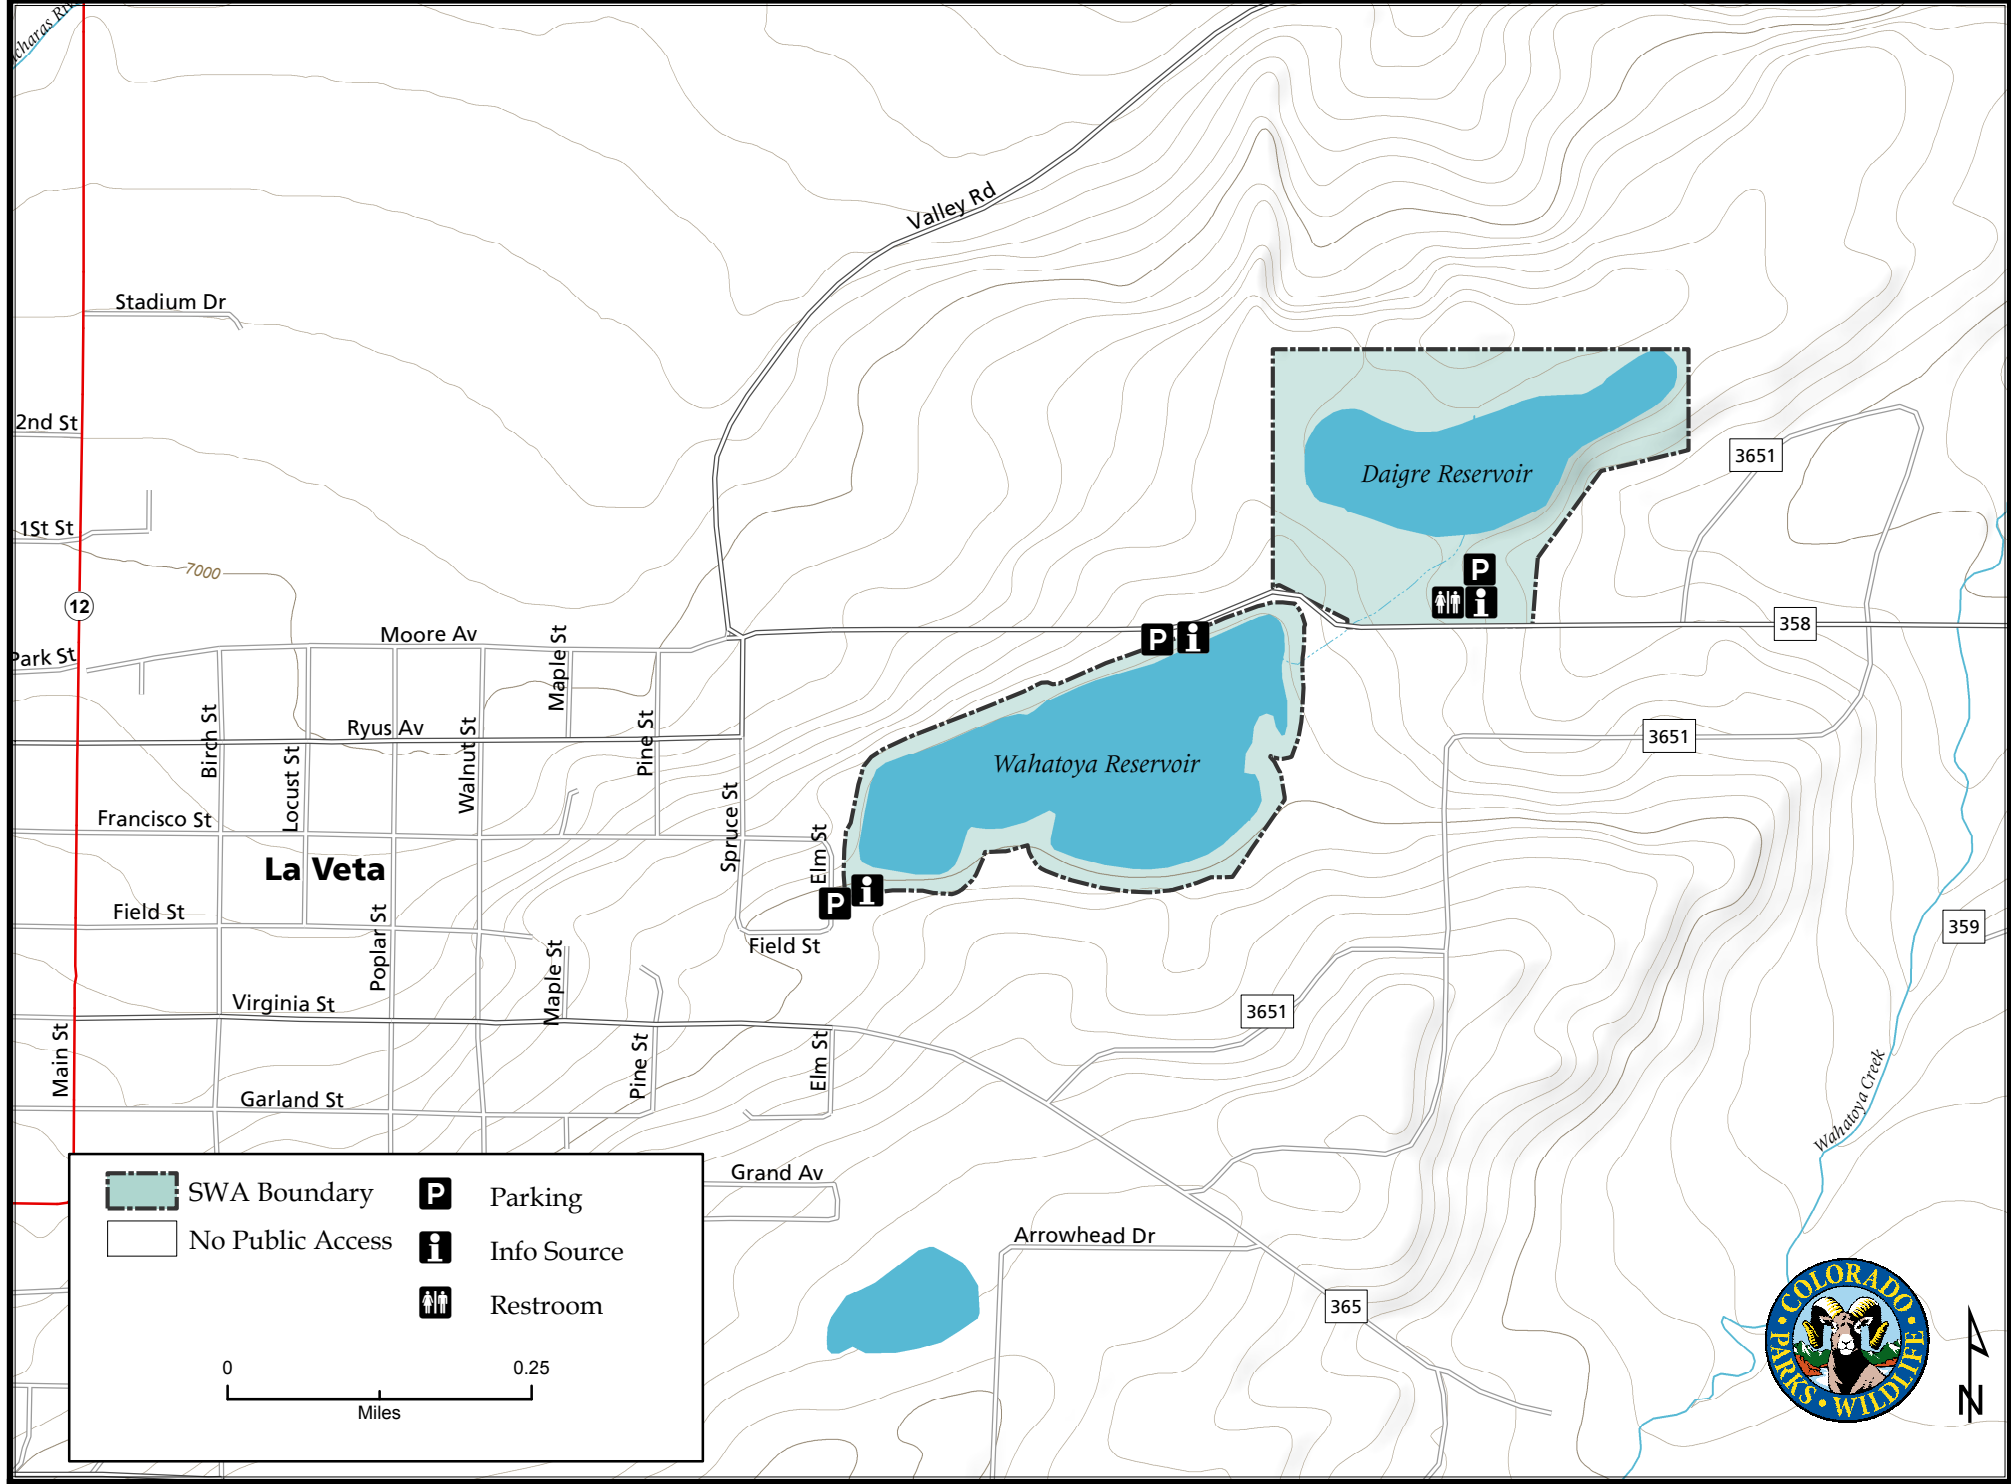 Valley Rd
Stadium Dr
2nd St
3651
Daigre Reservoir
1St St
7000
P
12
i
358
Moore Av
Maple St
P
i
Park St
Birch St
Ryus Av
Walnut St
Pine St
3651
Locust St
Wahatoya Reservoir
Francisco St
Spruce St
Elm St
La Veta
P
i
Field St
Poplar St
Field St
359
Maple St
Virginia St
3651
Main St
Pine St
Elm St
Garland St
Wahatoya Creek
Grand Av
Arrowhead Dr
365
SWA Boundary
No Public Access
P
Parking
i
Info Source
Restroom
0
0.25
Miles
COLORADO
PARKS • WILDLIFE
N